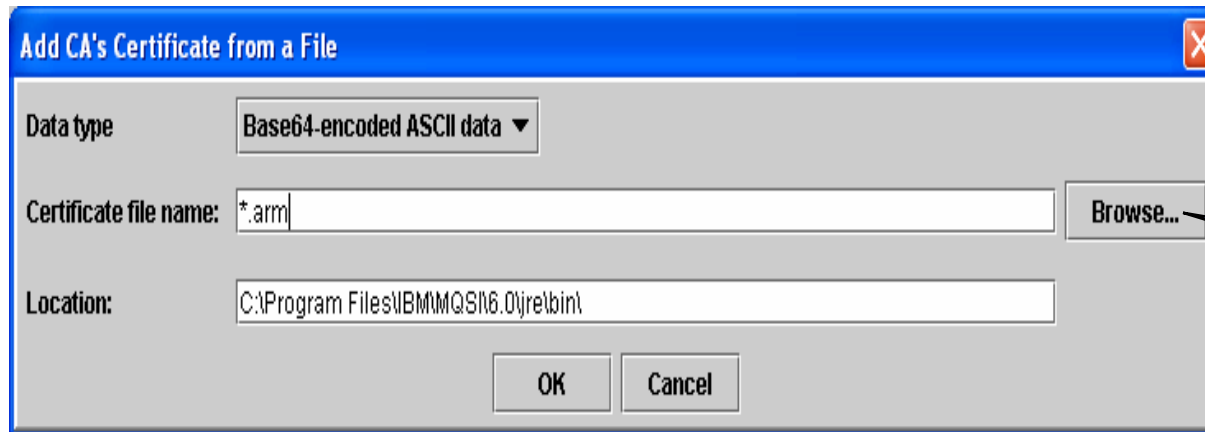 Add CA's Certificate from a File
Data type Base64-encoded ASCII data
Certificate file name: *.arm Browse...
Location: C:\Program Files\IBM\MQSI\6.0\jre\bin\
OK Cancel